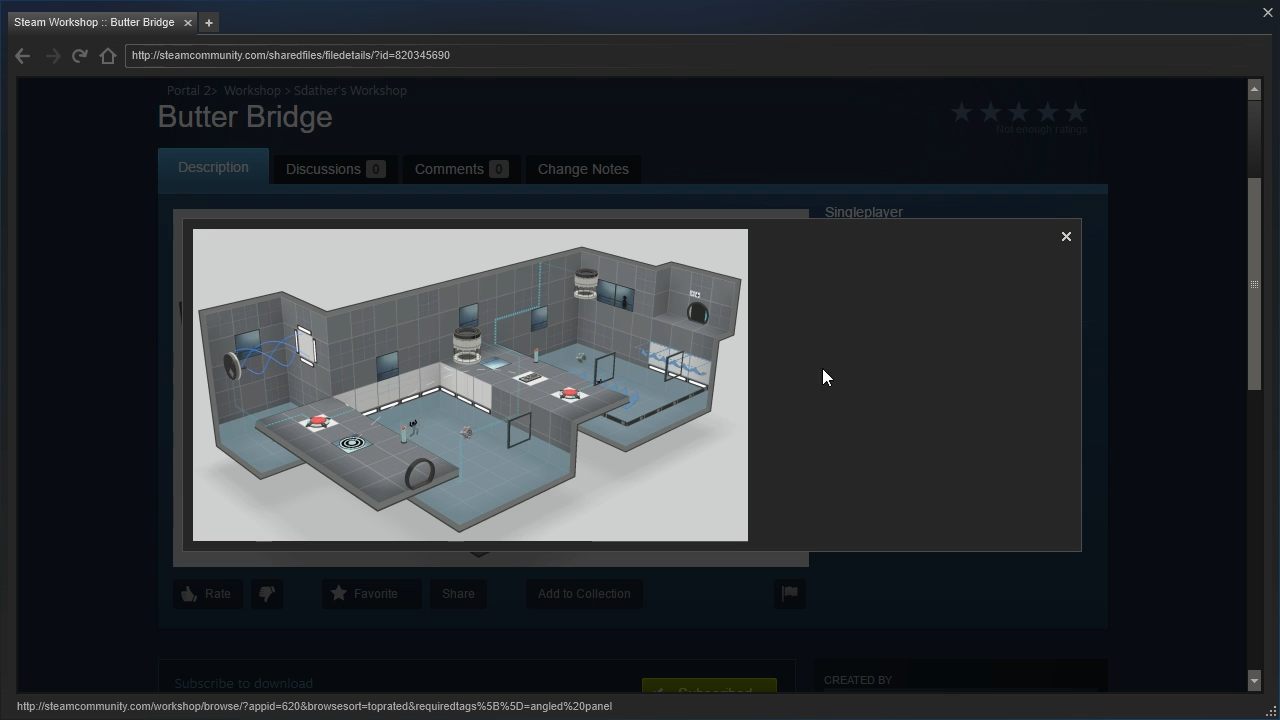 Steam Workshop :: Butter Bridge
http://steamcommunity.com/sharedfiles/filedetails/?id=820345690
Portal 2> Workshop > Sdather's Workshop
Butter Bridge
Not enough ratings
Description
Discussions 0
Comments 0
Change Notes
Singleplayer
Rate
Favorite
Share
Add to Collection
Subscribe to download
Subscribed
CREATED BY
http://steamcommunity.com/workshop/browse/?appid=620&browsesort=toprated&requiredtags%5B%5D=angled%20panel